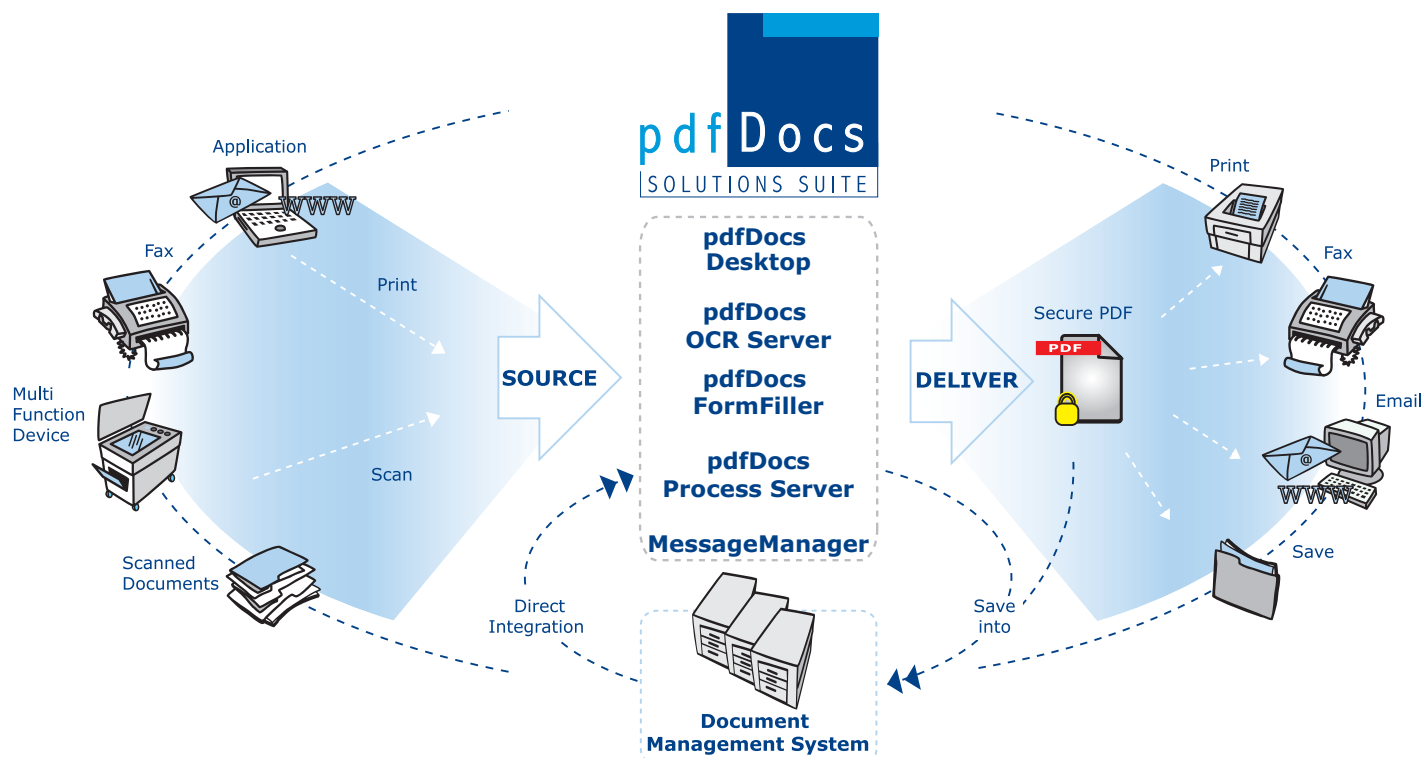 pdfDocs
SOLUTIONS SUITE
Application
@
WWW
Fax
Print
Multi
Function
Device
Scan
Scanned
Documents
SOURCE
pdfDocs
Desktop
pdfDocs
OCR Server
pdfDocs
FormFiller
pdfDocs
Process Server
MessageManager
Direct
Integration
Document
Management System
Save
into
DELIVER
Secure PDF
PDF
Print
Fax
Email
@
WWW
Save